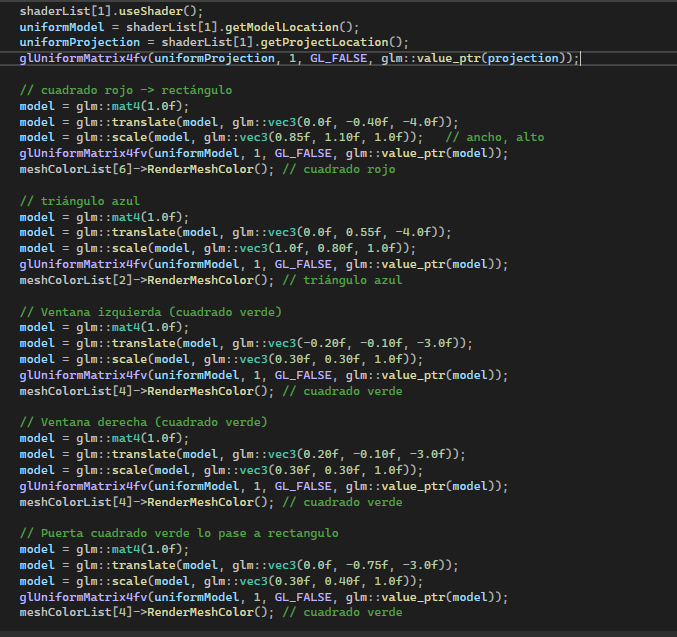 shaderList[1].useShader();
uniformModel = shaderList[1].getModelLocation();
uniformProjection = shaderList[1].getProjectLocation();
glUniformMatrix4fv(uniformProjection, 1, GL_FALSE, glm::value_ptr(projection));
// cuadrado rojo -> rectángulo
model = glm::mat4(1.0f);
model = glm::translate(model, glm::vec3(0.0f, -0.40f, -4.0f));
model = glm::scale(model, glm::vec3(0.85f, 1.10f, 1.0f));   // ancho, alto
glUniformMatrix4fv(uniformModel, 1, GL_FALSE, glm::value_ptr(model));
meshColorList[6]->RenderMeshColor(); // cuadrado rojo
// triángulo azul
model = glm::mat4(1.0f);
model = glm::translate(model, glm::vec3(0.0f, 0.55f, -4.0f));
model = glm::scale(model, glm::vec3(1.0f, 0.80f, 1.0f));
glUniformMatrix4fv(uniformModel, 1, GL_FALSE, glm::value_ptr(model));
meshColorList[2]->RenderMeshColor(); // triángulo azul
// Ventana izquierda (cuadrado verde)
model = glm::mat4(1.0f);
model = glm::translate(model, glm::vec3(-0.20f, -0.10f, -3.0f));
model = glm::scale(model, glm::vec3(0.30f, 0.30f, 1.0f));
glUniformMatrix4fv(uniformModel, 1, GL_FALSE, glm::value_ptr(model));
meshColorList[4]->RenderMeshColor(); // cuadrado verde
// Ventana derecha (cuadrado verde)
model = glm::mat4(1.0f);
model = glm::translate(model, glm::vec3(0.20f, -0.10f, -3.0f));
model = glm::scale(model, glm::vec3(0.30f, 0.30f, 1.0f));
glUniformMatrix4fv(uniformModel, 1, GL_FALSE, glm::value_ptr(model));
meshColorList[4]->RenderMeshColor(); // cuadrado verde
// Puerta cuadrado verde lo pase a rectangulo
model = glm::mat4(1.0f);
model = glm::translate(model, glm::vec3(0.0f, -0.75f, -3.0f));
model = glm::scale(model, glm::vec3(0.30f, 0.40f, 1.0f));
glUniformMatrix4fv(uniformModel, 1, GL_FALSE, glm::value_ptr(model));
meshColorList[4]->RenderMeshColor(); // cuadrado verde